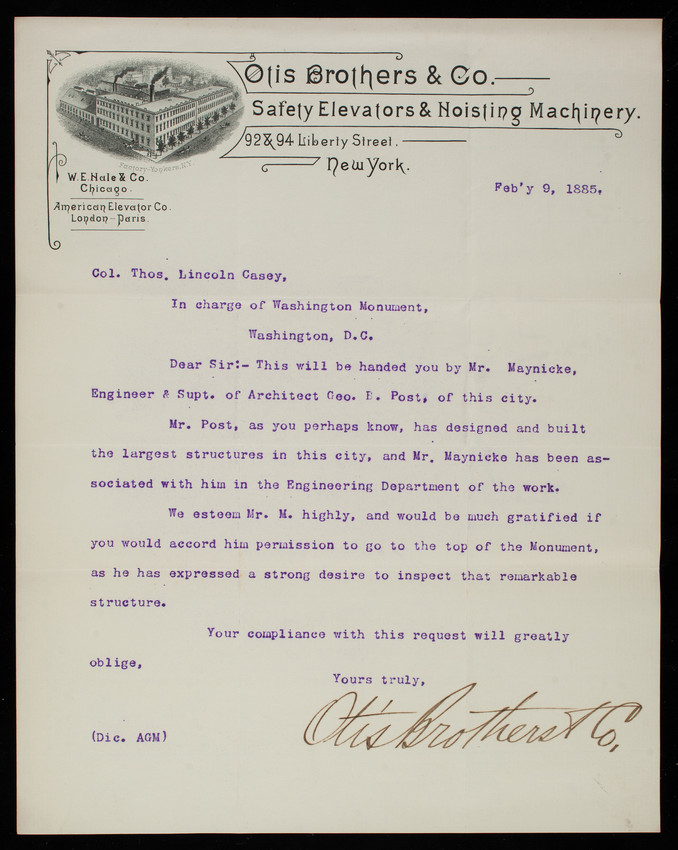 Otis Brothers & Co.
Safety Elevators & Hoisting Machinery.
92 & 94 Liberty Street.
New York.
Factory-Yonkers, N.Y.
W. E. Hale & Co.
Chicago.
American Elevator Co.
London-Paris.
Feb'y 9, 1885.
Col. Thos. Lincoln Casey,
In charge of Washington Monument,
Washington, D.C.
Dear Sir:- This will be handed you by Mr. Maynicke,
Engineer & Supt. of Architect Geo. B. Post, of this city.
Mr. Post, as you perhaps know, has designed and built
the largest structures in this city, and Mr. Maynicke has been as-
sociated with him in the Engineering Department of the work.
We esteem Mr. M. highly, and would be much gratified if
you would accord him permission to go to the top of the Monument,
as he has expressed a strong desire to inspect that remarkable
structure.
Your compliance with this request will greatly
oblige,
Yours truly,
Otis Brothers & Co.
(Dic. AGM)